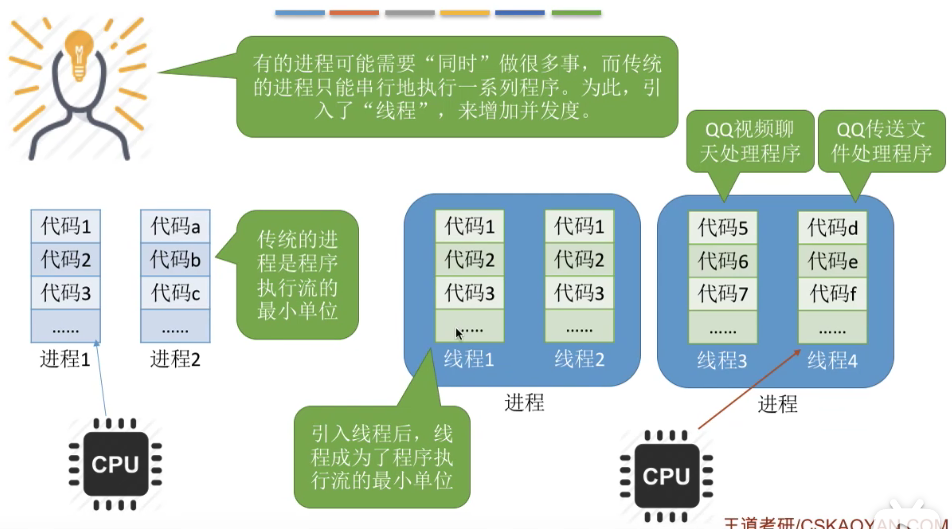 有的进程可能需要“同时”做很多事，而传统
的进程只能串行地执行一系列程序。为此，引
入了“线程”，来增加并发度。
QQ视频聊
天处理程序
QQ传送文
件处理程序
代码1
代码2
代码3
……
进程1
代码a
代码b
代码c
……
进程2
传统的进
程是程序
执行流的
最小单位
代码1
代码2
代码3
……
线程1
代码1
代码2
代码3
……
线程2
进程
代码5
代码6
代码7
……
线程3
代码d
代码e
代码f
……
线程4
进程
引入线程后，线
程成为了程序执
行流的最小单位
CPU
CPU
王道考研/CSKAOYAN.COM